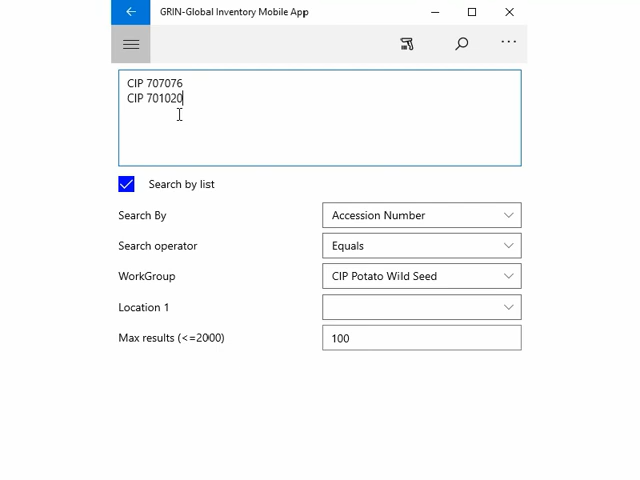 GRIN-Global Inventory Mobile App
CIP 707076
CIP 701020
Search by list
Search By
Accession Number
Search operator
Equals
WorkGroup
CIP Potato Wild Seed
Location 1
Max results (<=2000)
100